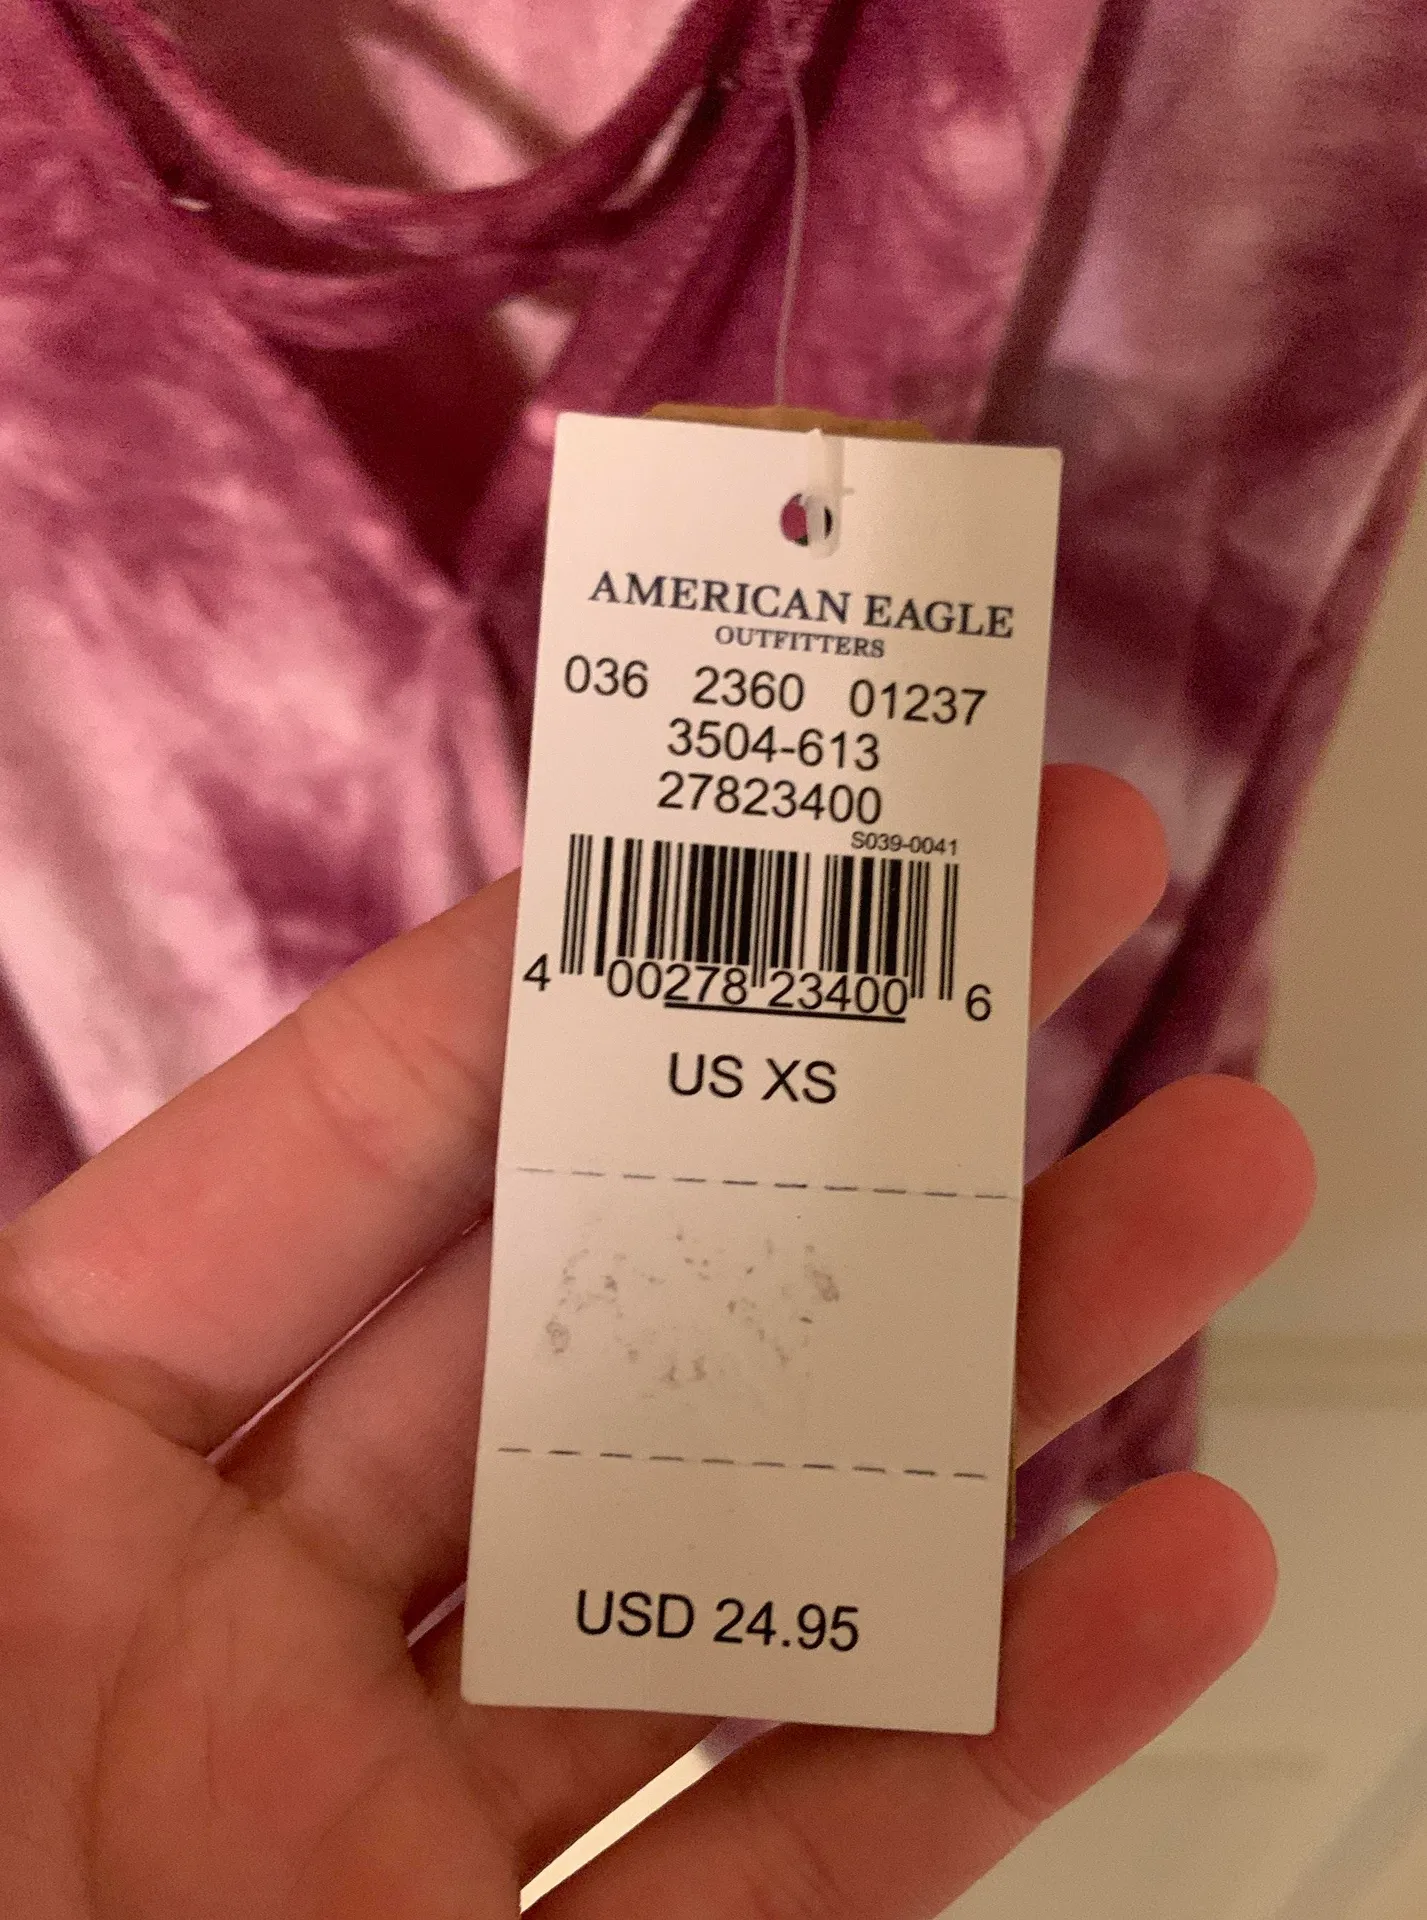 AMERICAN EAGLE
OUTFITTERS
036 2360 01237
3504-613
27823400
S039-0041
4 00278 23400 6
US XS
USD 24.95